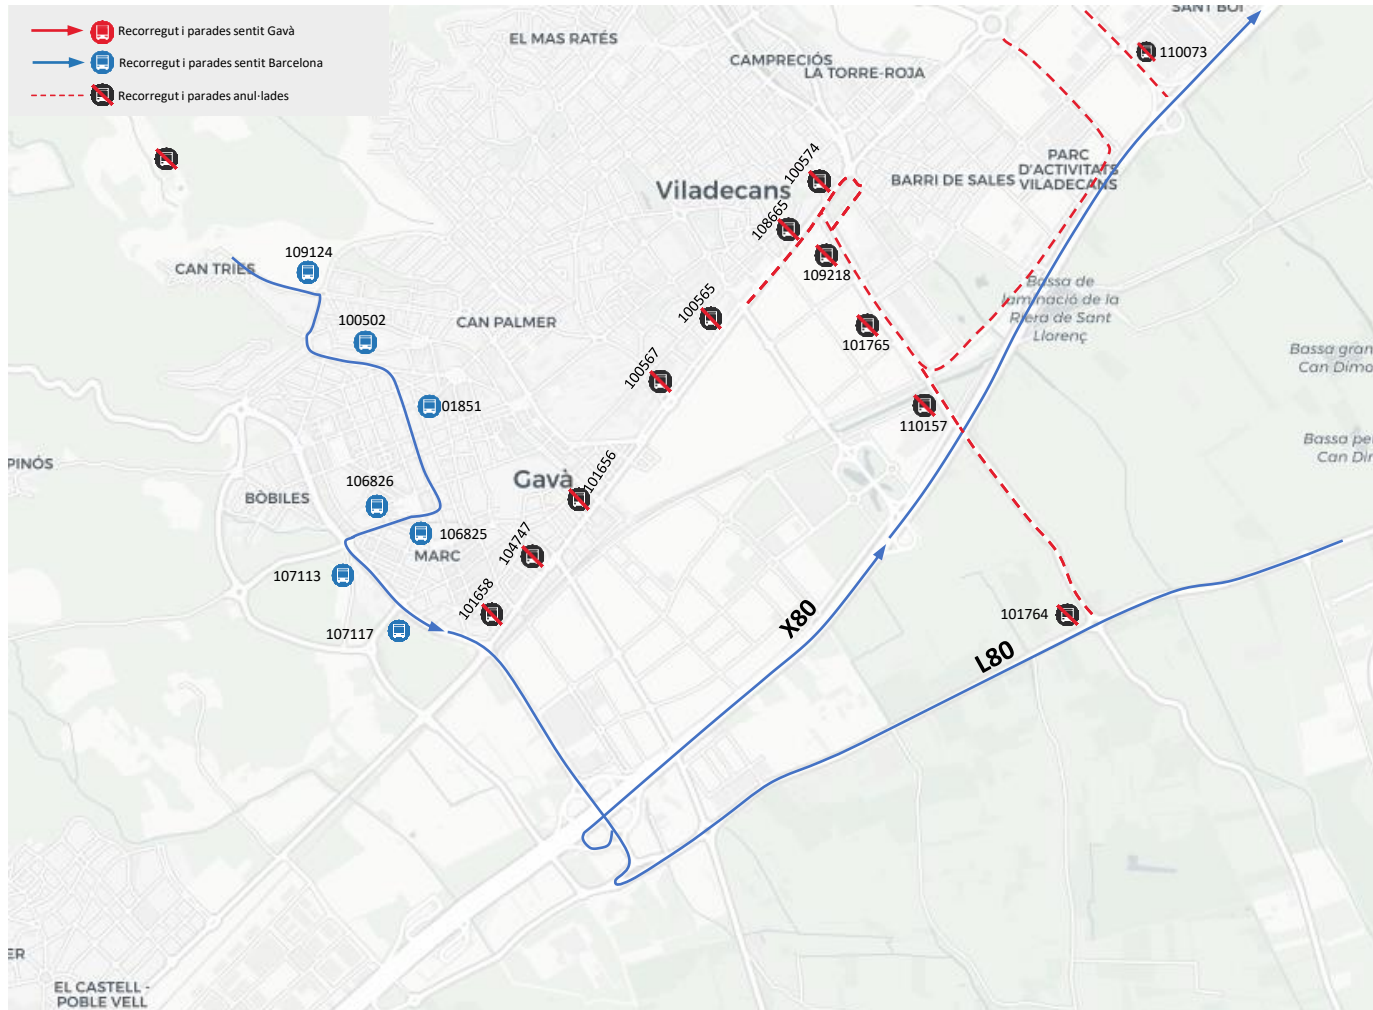 Recorregut i parades sentit Gavà
Recorregut i parades sentit Barcelona
Recorregut i parades anul·lades
SANT BOI
EL MAS RATÉS
CAMPRECIÓS
LA TORRE-ROJA
110073
100574
PARC
D'ACTIVITATS
VILADECANS
BARRI DE SALES
Viladecans
108665
109218
109124
CAN TRIES
100502
CAN PALMER
100565
101765
Bassa de
laminació de la
Riera de Sant
Llorenç
Bassa gran
Can Dimo
100567
01851
110157
Bassa pe
Can Di
PINÓS
Gavà
101656
BÒBILES
106826
106825
MARC
104747
107113
101658
107117
X80
101764
L80
ER
EL CASTELL -
POBLE VELL